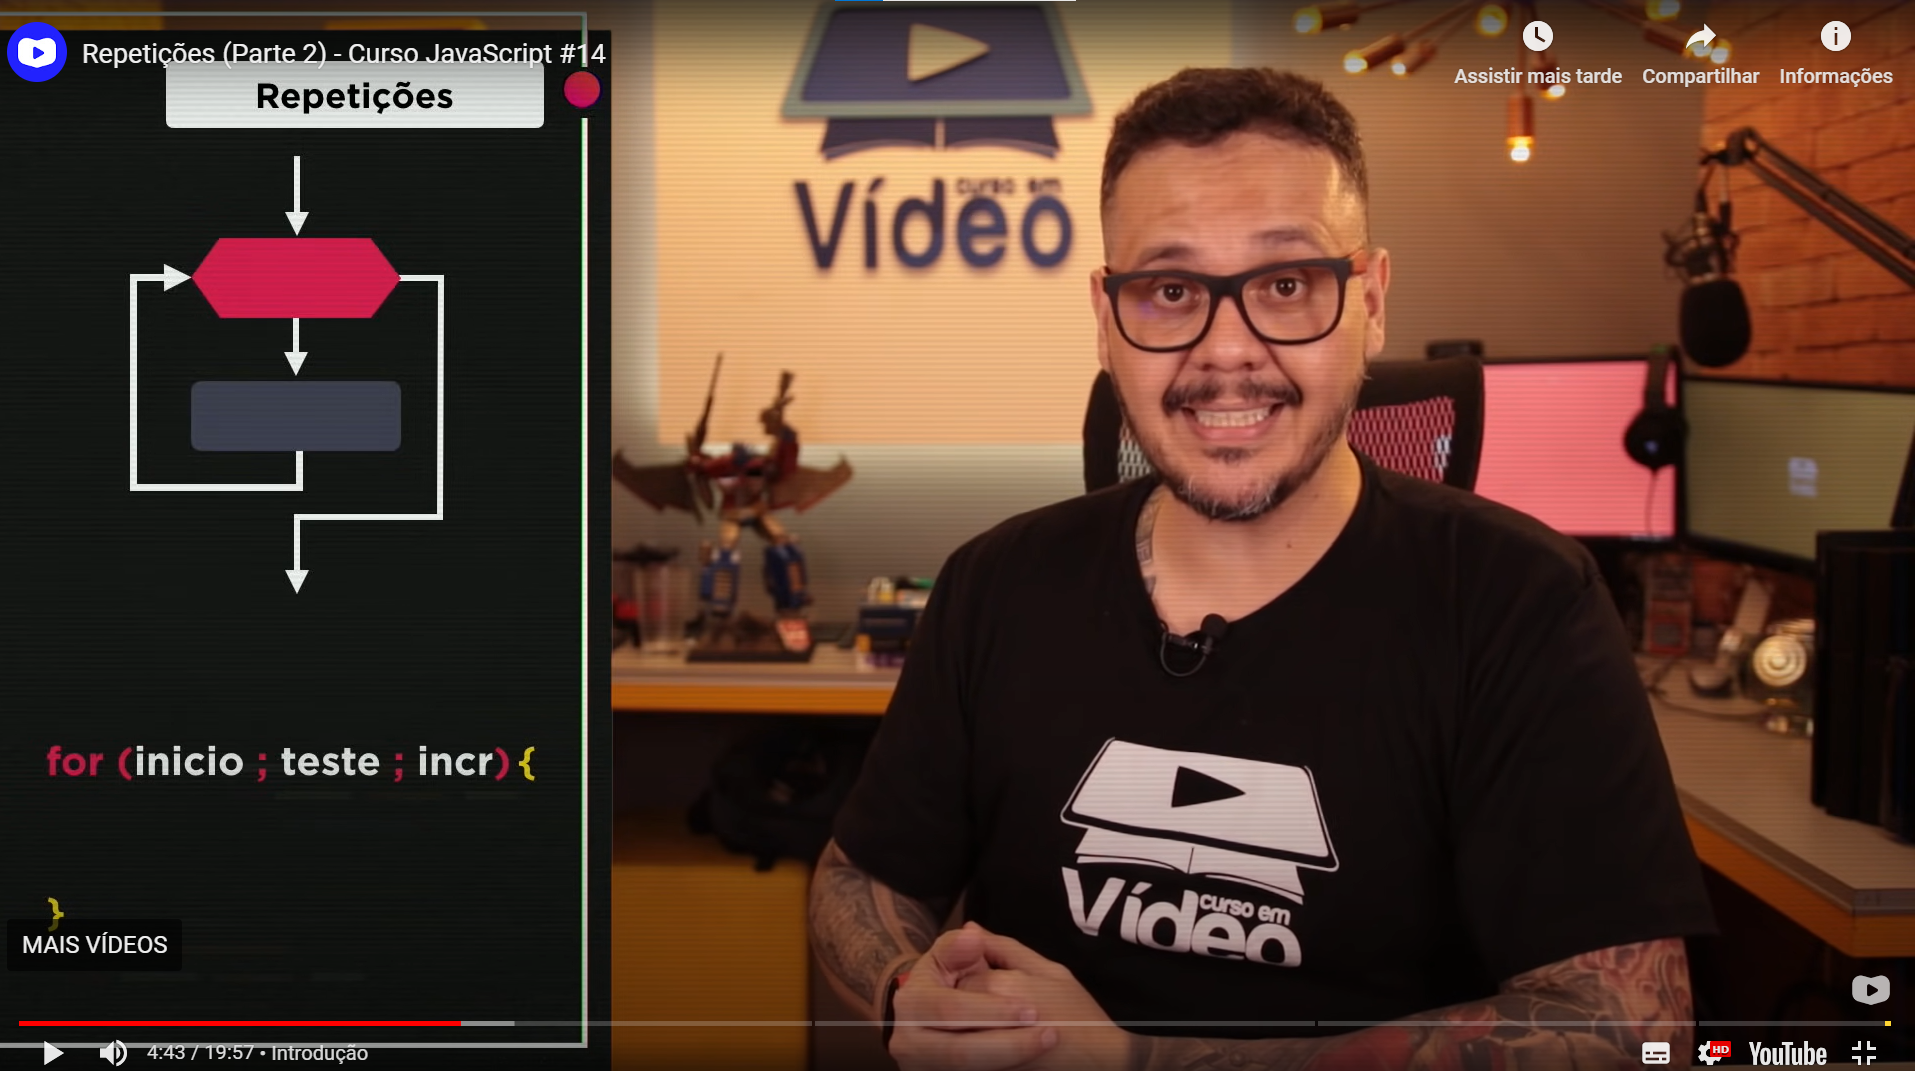 Repetições (Parte 2) - Curso JavaScript #14
Assistir mais tarde
Compartilhar
Informações
Repetições
curso em
Vídeo
for (inicio ; teste ; incr) {
}
curso em
Vídeo
MAIS VÍDEOS
4:43 / 19:57 • Introdução
HD
YouTube